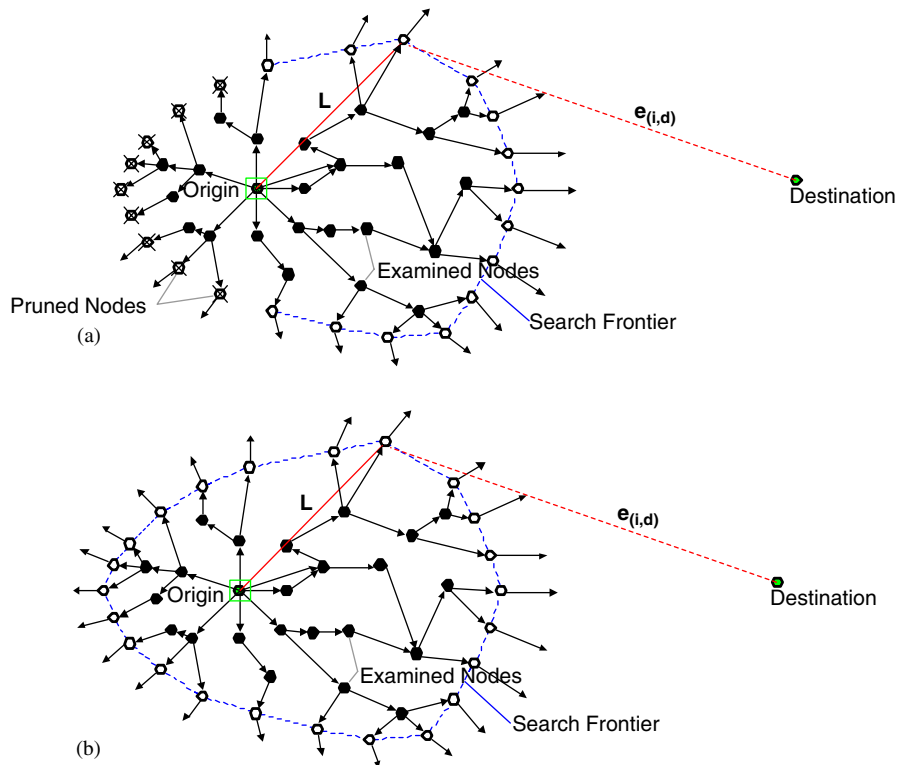 L
e(i,d)
Origin
Destination
Examined Nodes
Pruned Nodes
Search Frontier
(a)
L
e(i,d)
Origin
Destination
Examined Nodes
Search Frontier
(b)